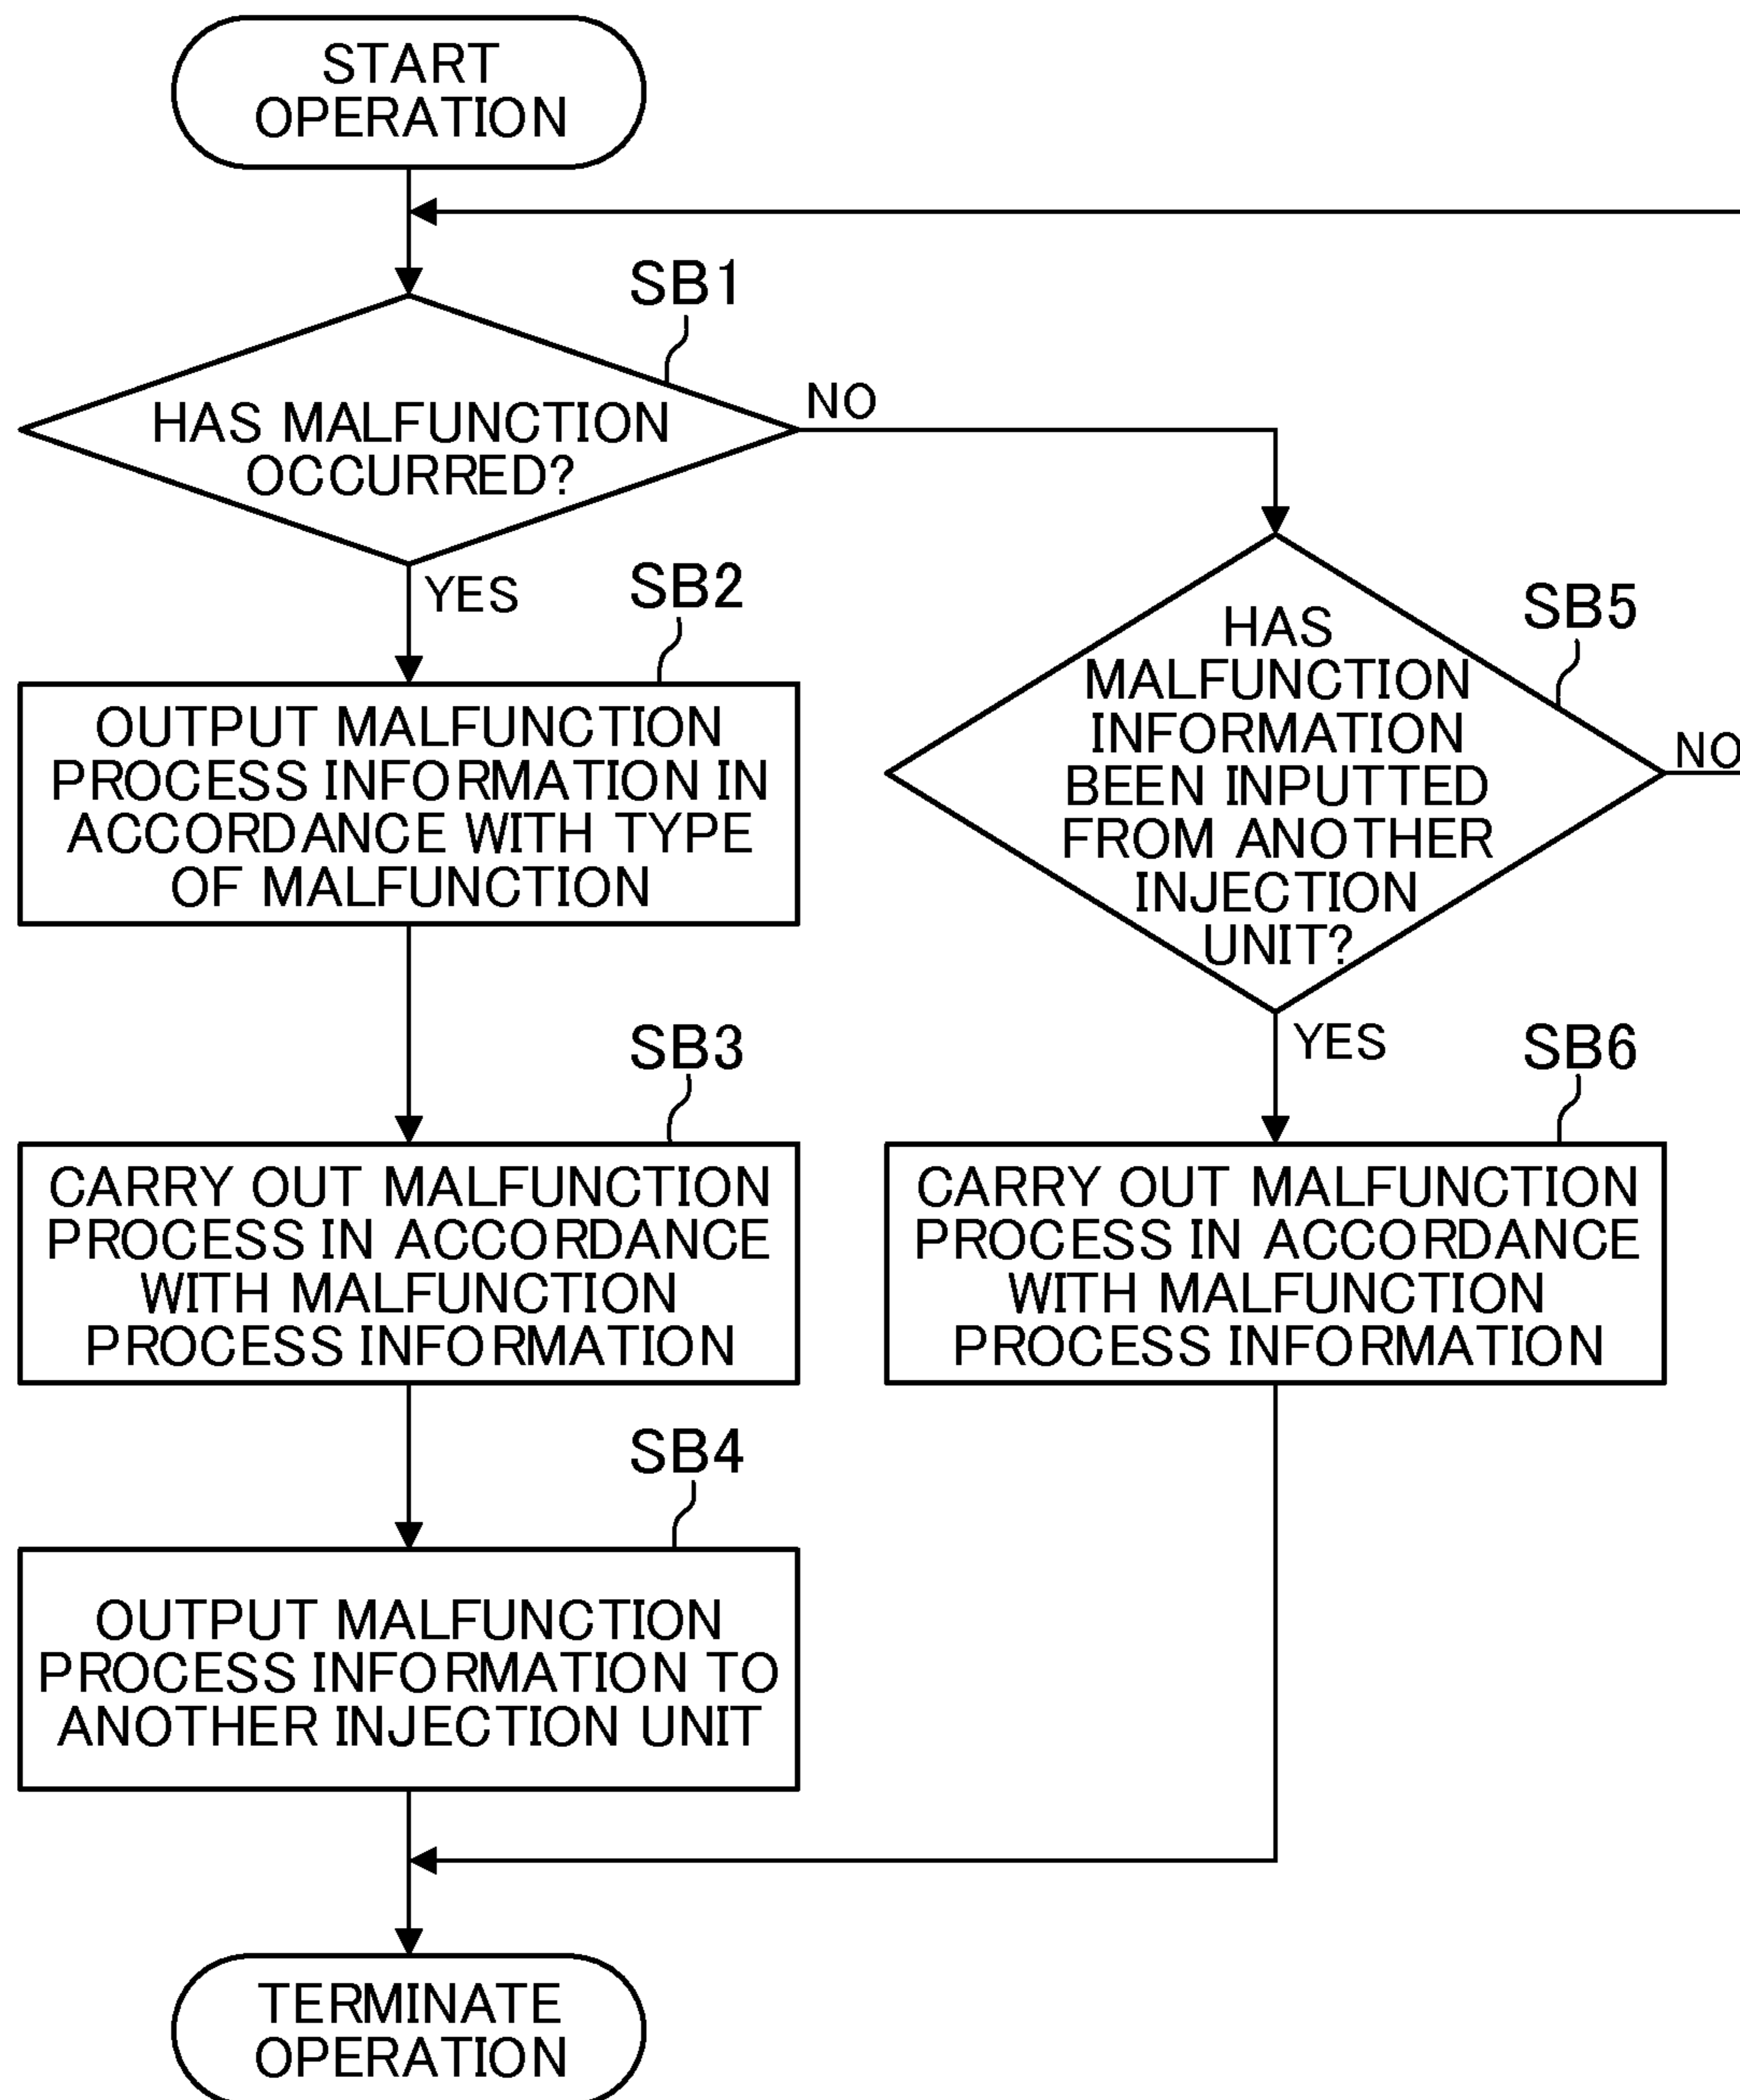 START
OPERATION
SB1
HAS MALFUNCTION
OCCURRED?
NO
YES
SB2
OUTPUT MALFUNCTION
PROCESS INFORMATION IN
ACCORDANCE WITH TYPE
OF MALFUNCTION
SB5
HAS
MALFUNCTION
INFORMATION
BEEN INPUTTED
FROM ANOTHER
INJECTION
UNIT?
NO
YES
SB3
CARRY OUT MALFUNCTION
PROCESS IN ACCORDANCE
WITH MALFUNCTION
PROCESS INFORMATION
SB6
CARRY OUT MALFUNCTION
PROCESS IN ACCORDANCE
WITH MALFUNCTION
PROCESS INFORMATION
SB4
OUTPUT MALFUNCTION
PROCESS INFORMATION TO
ANOTHER INJECTION UNIT
TERMINATE
OPERATION